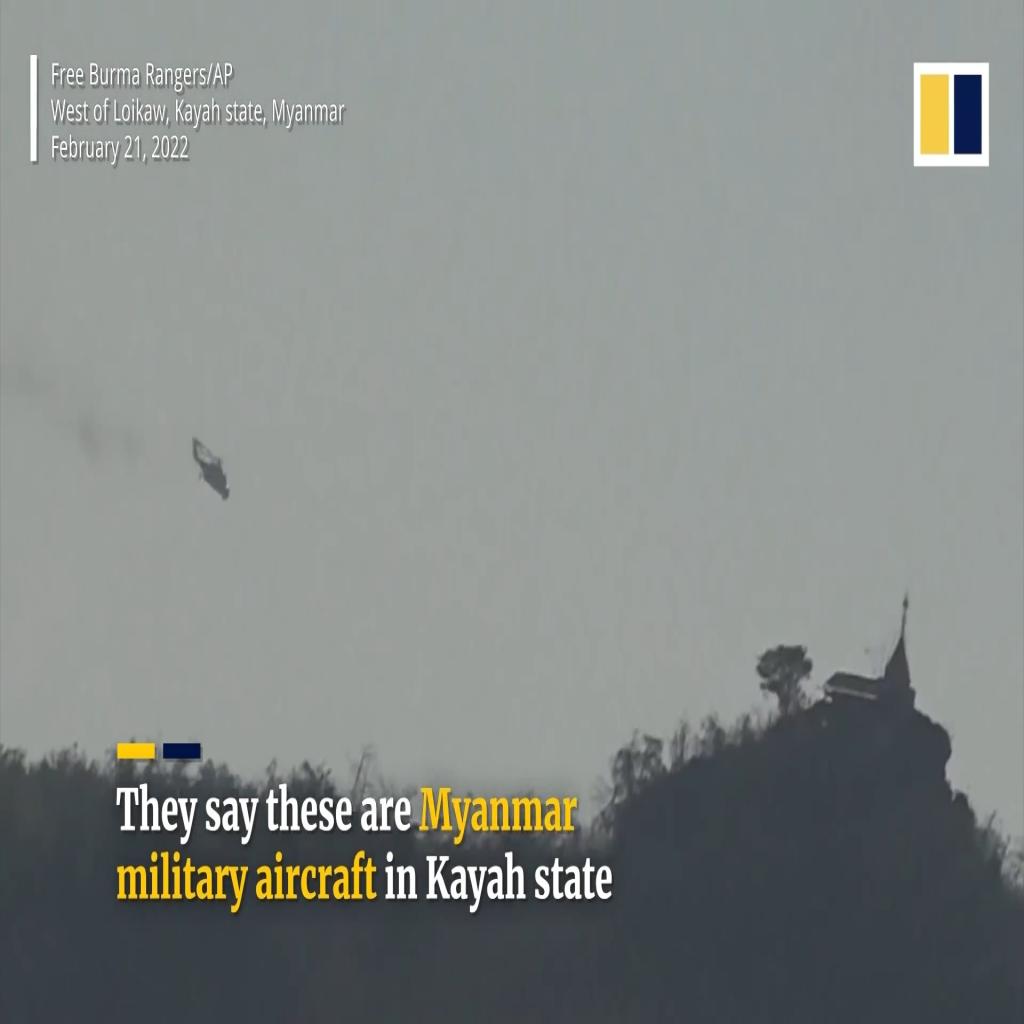 Free Burma Rangers/AP
West of Loikaw, Kayah state, Myanmar
February 21, 2022
They say these are Myanmar
military aircraft in Kayah state